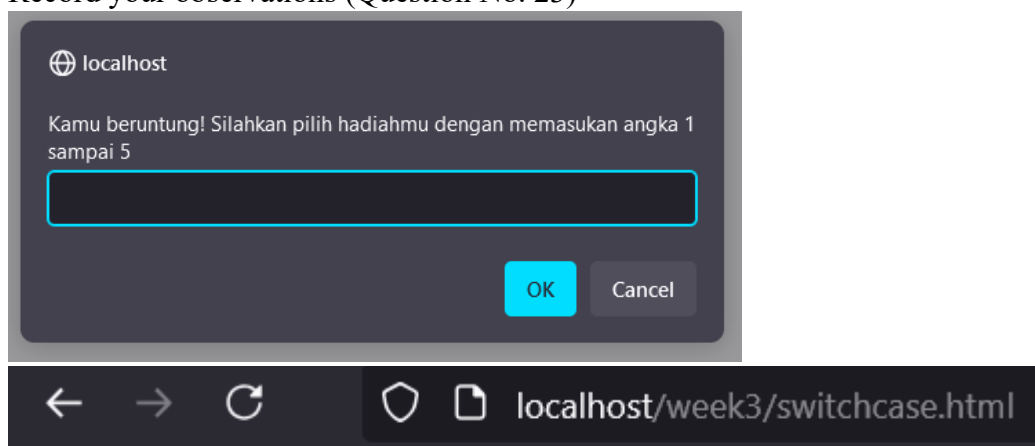 Record your observations (Question No. 23)
localhost
Kamu beruntung! Silahkan pilih hadiahmu dengan memasukan angka 1
sampai 5
OK Cancel
localhost/week3/switchcase.html